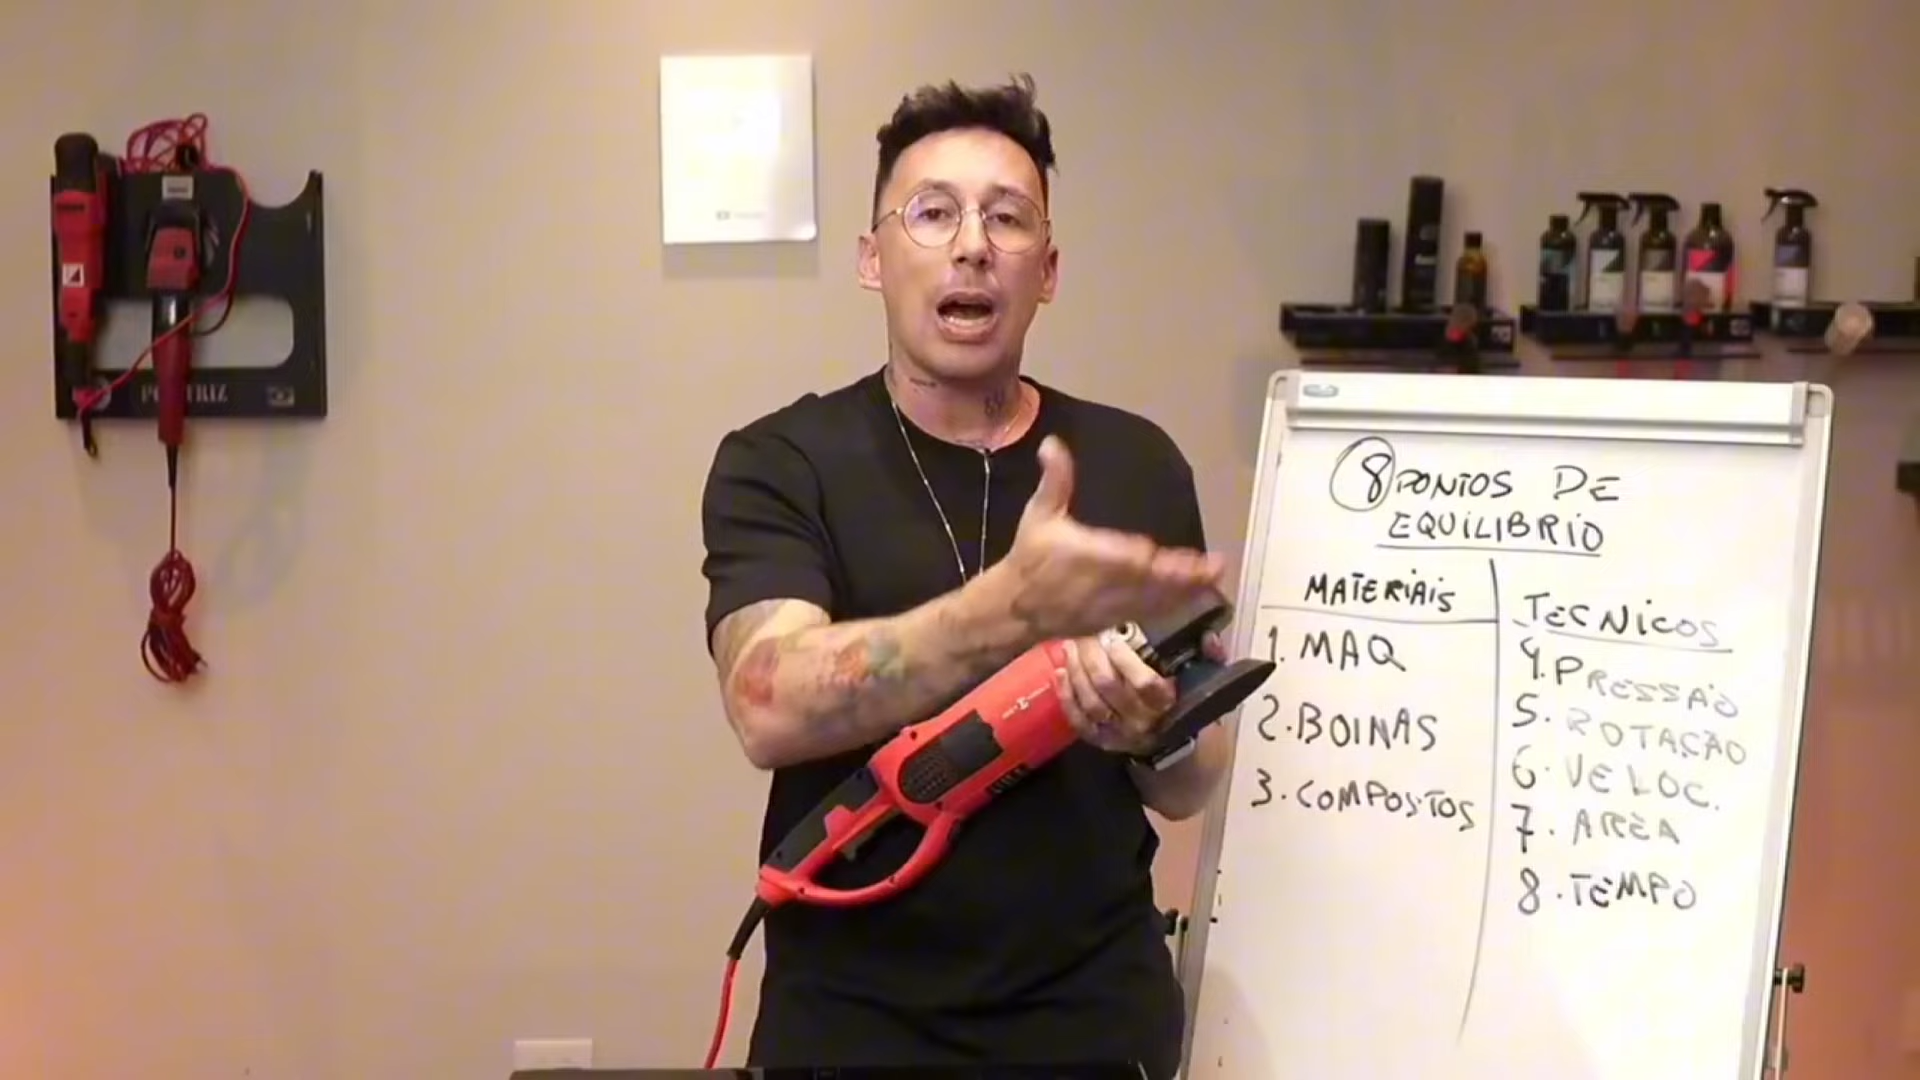 8 PONTOS DE
EQUILIBRIO
MATERIAIS
1. MAQ
2. BOINAS
3. COMPOSTOS
TECNICOS
4. PRESSÃO
5. ROTAÇÃO
6. VELOC.
7. AREA
8. TEMPO